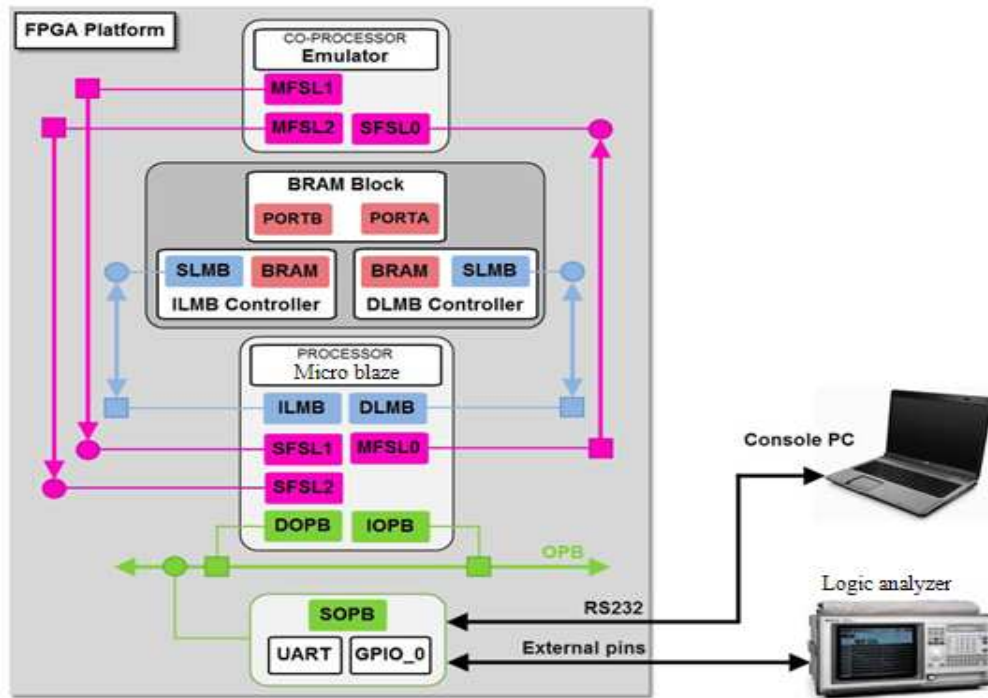 FPGA Platform
CO-PROCESSOR
Emulator
MFSL1
MFSL2 SFSL0
BRAM Block
PORTB PORTA
SLMB BRAM
ILMB Controller
BRAM SLMB
DLMB Controller
PROCESSOR
Micro blaze
ILMB DLMB
SFSL1 MFSL0
SFSL2
DOPB IOPB
OPB
SOPB
UART GPIO_0
Console PC
RS232
External pins
Logic analyzer